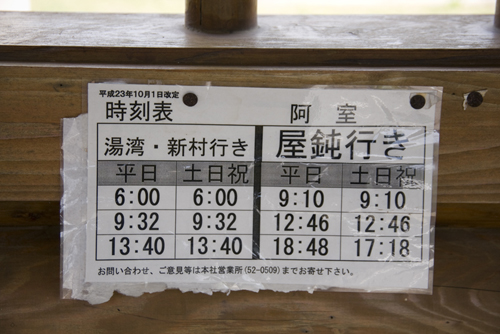 平成23年10月1日改定
時刻表 阿室
湯湾・新村行き 屋鈍行き
平日 土日祝 平日 土日祝
6:00 6:00 9:10 9:10
9:32 9:32 12:46 12:46
13:40 13:40 18:48 17:18
お問い合わせ、ご意見等は本社営業所(52-0509)までお寄せ下さい。